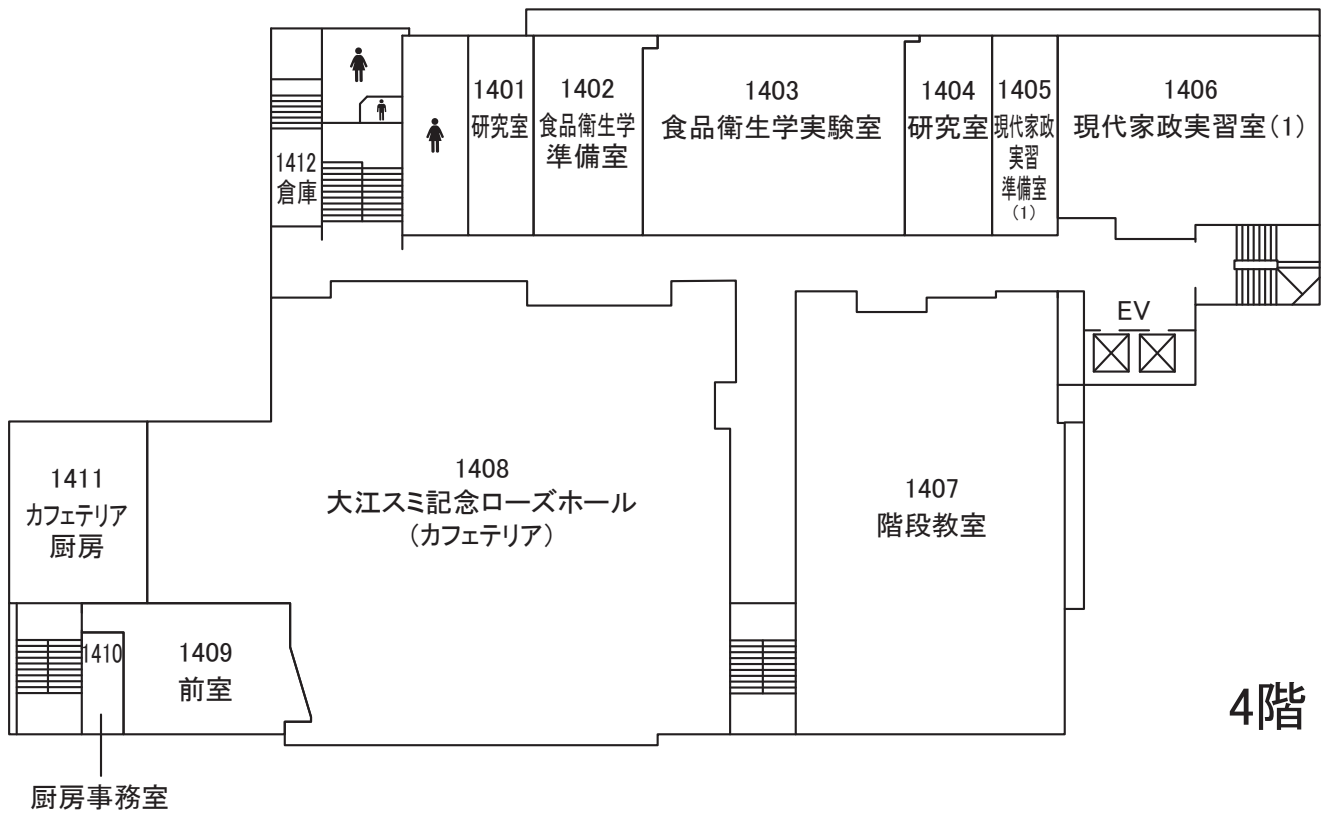 1401
研究室
1402
食品衛生学
準備室
1403
食品衛生学実験室
1404
研究室
1405
現代家政
実習
準備室
(1)
1406
現代家政実習室(1)
1412
倉庫
EV
1411
カフェテリア
厨房
1408
大江スミ記念ローズホール
(カフェテリア)
1407
階段教室
1410
1409
前室
4階
厨房事務室